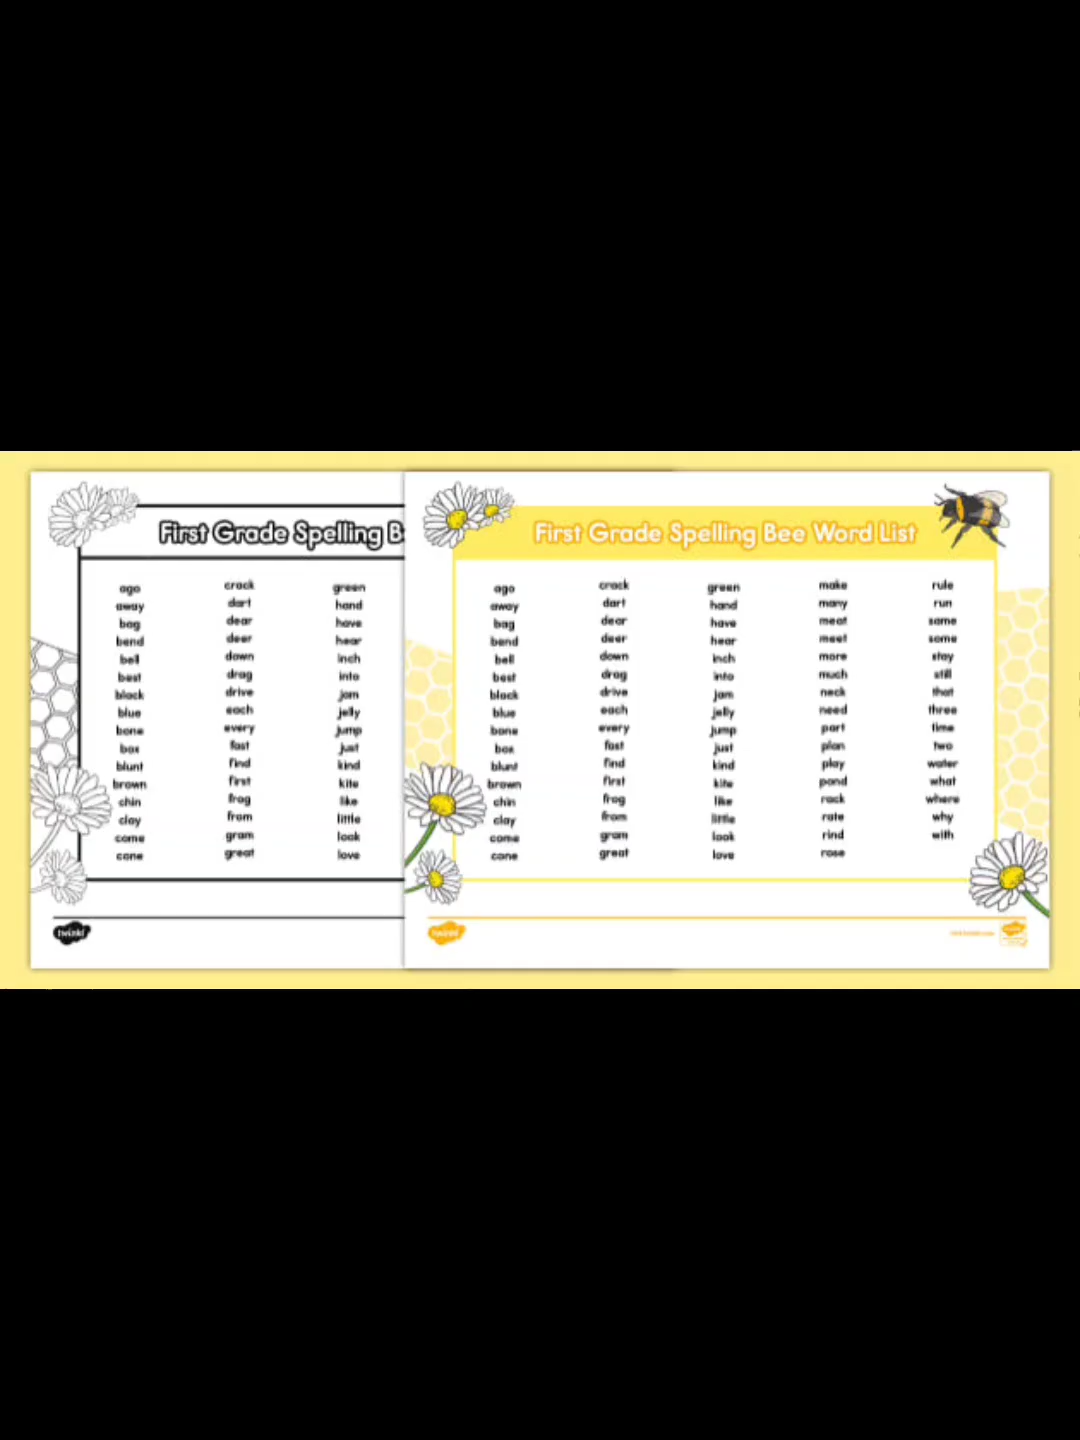 First Grade Spelling B
ago crack green
away dart hand
bag dear have
bend deer hear
bell down inch
best drag into
black drive jam
blue each jelly
bone every jump
box fast just
blunt find kind
brown first kite
chin frog like
clay from little
come gram look
cone great love
twinkl
First Grade Spelling Bee Word List
ago crack green make rule
away dart hand many run
bag dear have meat same
bend deer hear meet some
bell down inch more stay
best drag into much still
black drive jam neck that
blue each jelly need three
bone every jump part time
box fast just plan two
blunt find kind play water
brown first kite pond what
chin frog like rock where
clay from little rate why
come gram look rind with
cone great love rose
twinkl